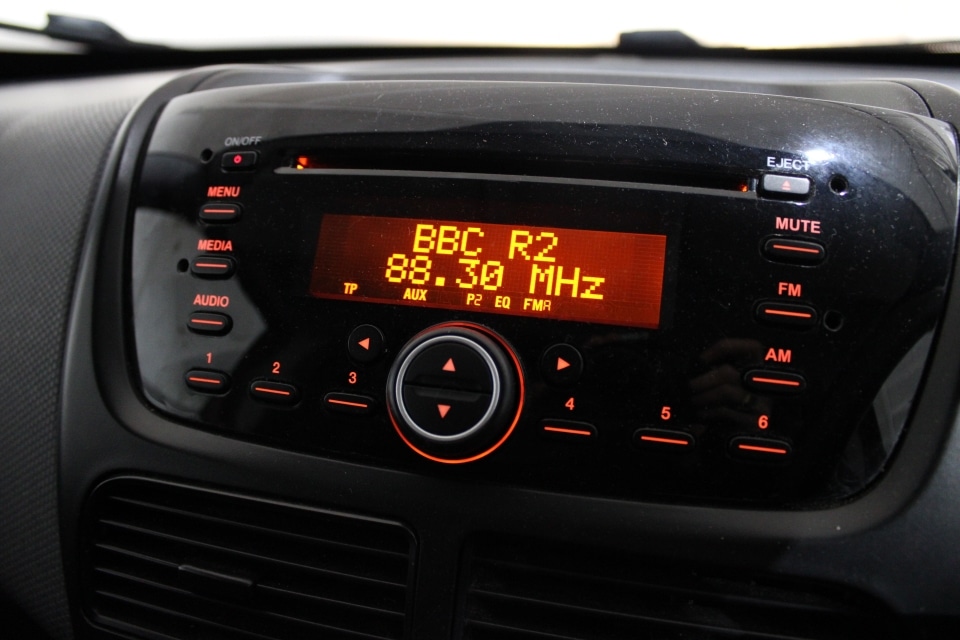 ON/OFF
EJECT
MENU
MUTE
BBC R2
MEDIA
88.30 MHz
TP AUX P2 EQ FMA
FM
AUDIO
AM
1
2
3
4
5
6